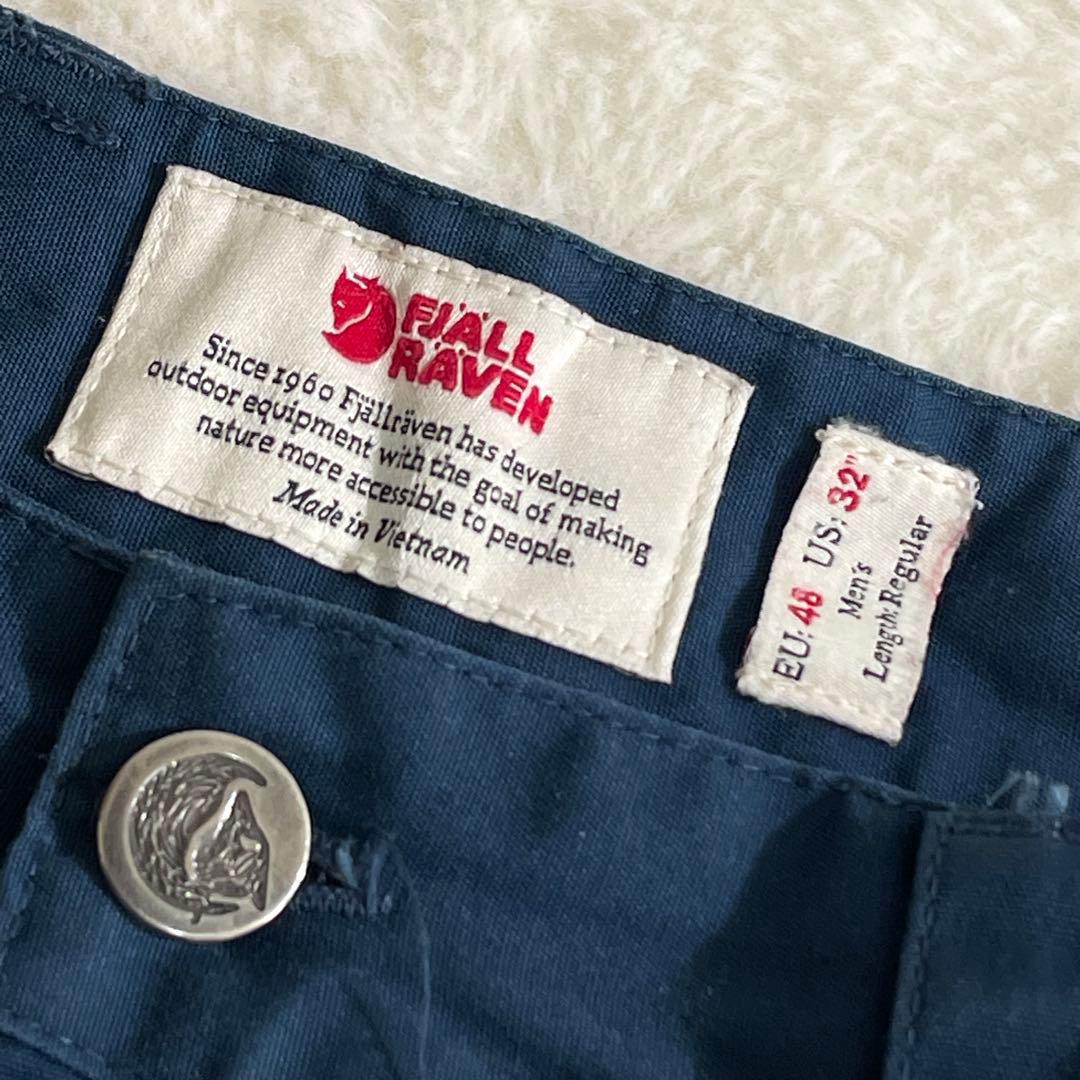 FJÄLL
RÄVEN
Since 1960 Fjällräven has developed
outdoor equipment with the goal of making
nature more accessible to people.
Made in Vietnam
EU: 48 US: 32"
Men's
Length: Regular